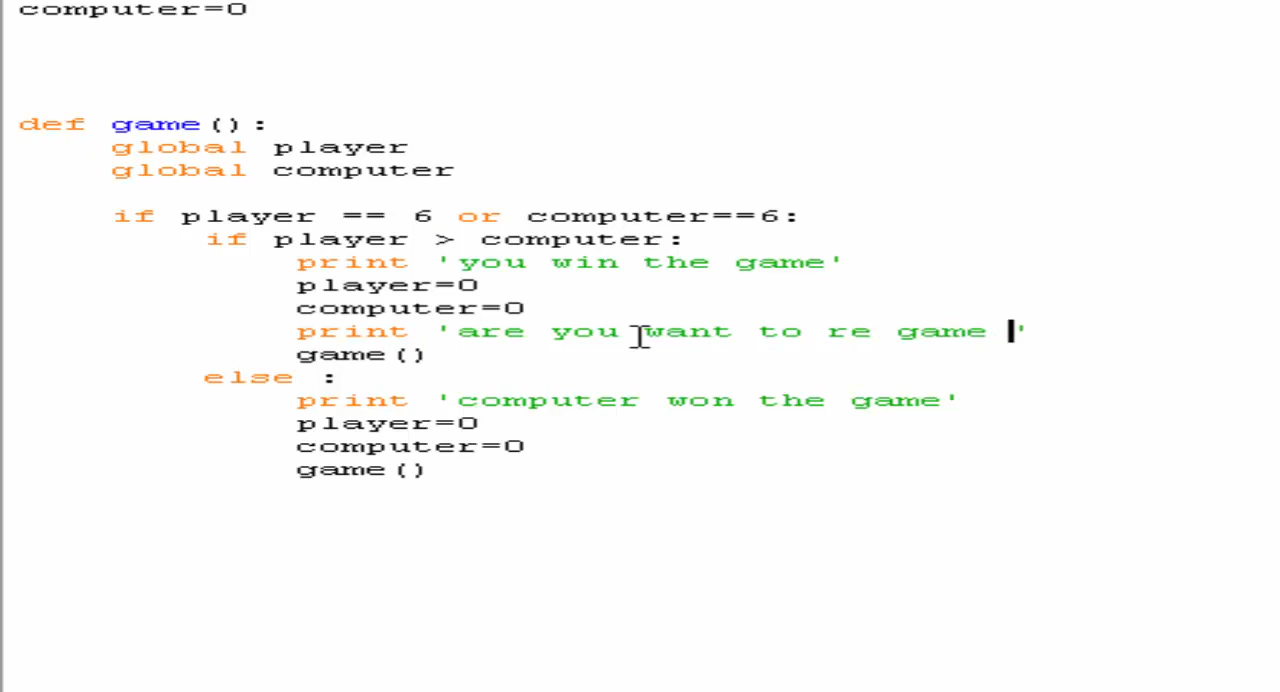 computer=0
def game():
global player
global computer
if player == 6 or computer==6:
if player > computer:
print 'you win the game'
player=0
computer=0
print 'are you want to re game '
game()
else :
print 'computer won the game'
player=0
computer=0
game()